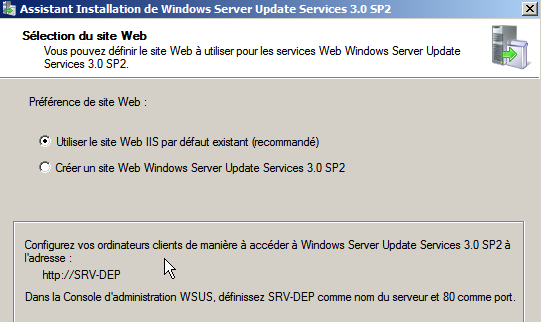 Assistant Installation de Windows Server Update Services 3.0 SP2
Sélection du site Web
Vous pouvez définir le site Web à utiliser pour les services Web Windows Server Update
Services 3.0 SP2.
Préférence de site Web :
Utiliser le site Web IIS par défaut existant (recommandé)
Créer un site Web Windows Server Update Services 3.0 SP2
Configurez vos ordinateurs clients de manière à accéder à Windows Server Update Services 3.0 SP2 à
l'adresse :
http://SRV-DEP
Dans la Console d'administration WSUS, définissez SRV-DEP comme nom du serveur et 80 comme port.